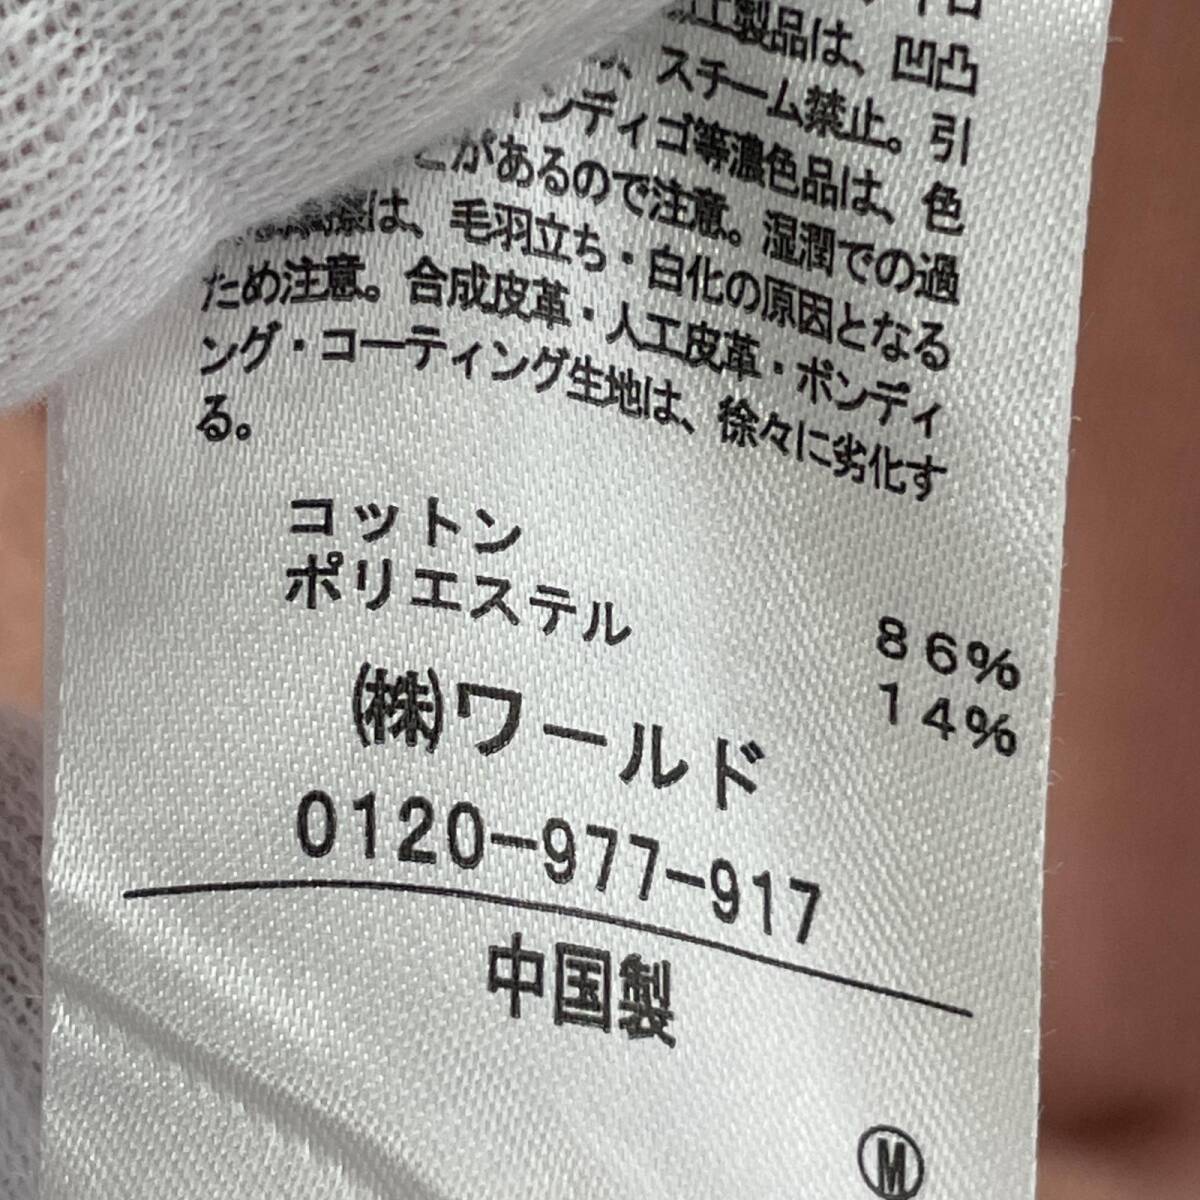 製品は、凹凸
、スチーム禁止。引
ンディゴ等濃色品は、色
とがあるので注意。湿潤での過
は、毛羽立ち・白化の原因となる
ため注意。合成皮革・人工皮革・ボンディ
ング・コーティング生地は、徐々に劣化す
る。
コットン 86%
ポリエステル 14%
㈱ワールド
0120-977-917
中国製
Ⓜ